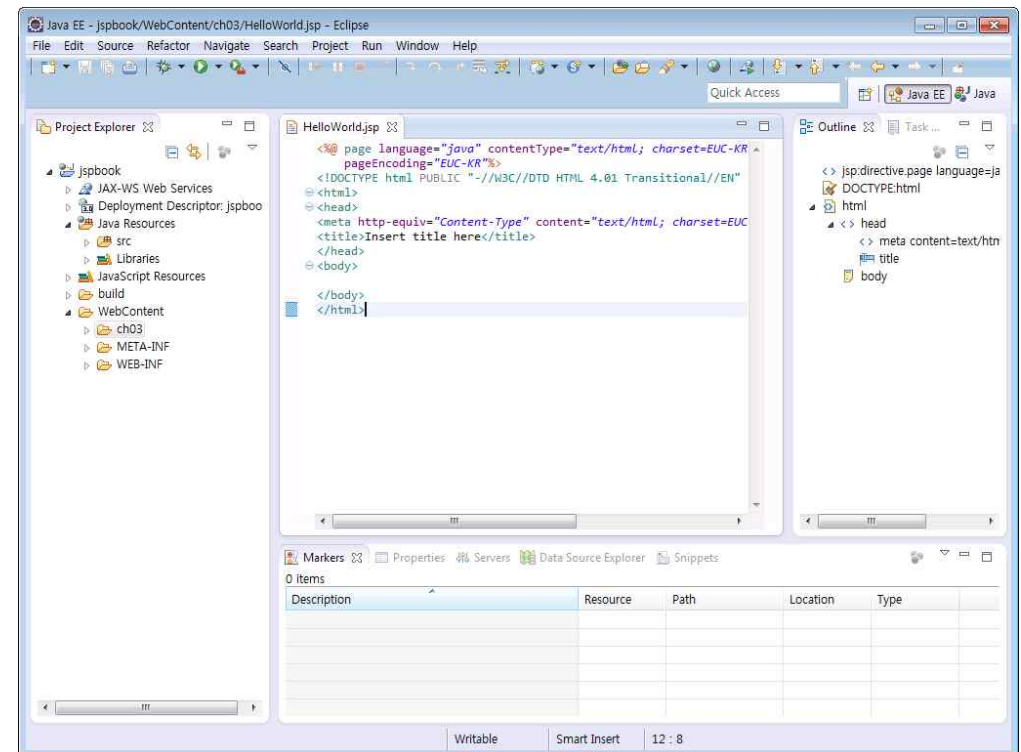 Java EE - jspbook/WebContent/ch03/HelloWorld.jsp - Eclipse
File Edit Source Refactor Navigate Search Project Run Window Help
Quick Access
Java EE
Java
Project Explorer
jspbook
JAX-WS Web Services
Deployment Descriptor: jspboo
Java Resources
src
Libraries
JavaScript Resources
build
WebContent
ch03
META-INF
WEB-INF
HelloWorld.jsp
<%@ page language="java" contentType="text/html; charset=EUC-KR
pageEncoding="EUC-KR"%>
<!DOCTYPE html PUBLIC "-//W3C//DTD HTML 4.01 Transitional//EN"
<html>
<head>
<meta http-equiv="Content-Type" content="text/html; charset=EUC
<title>Insert title here</title>
</head>
<body>
</body>
</html>
Outline
Task ...
jsp:directive.page language=ja
DOCTYPE:html
html
head
meta content=text/htm
title
body
Markers Properties Servers Data Source Explorer Snippets
0 items
Description Resource Path Location Type
Writable Smart Insert 12 : 8